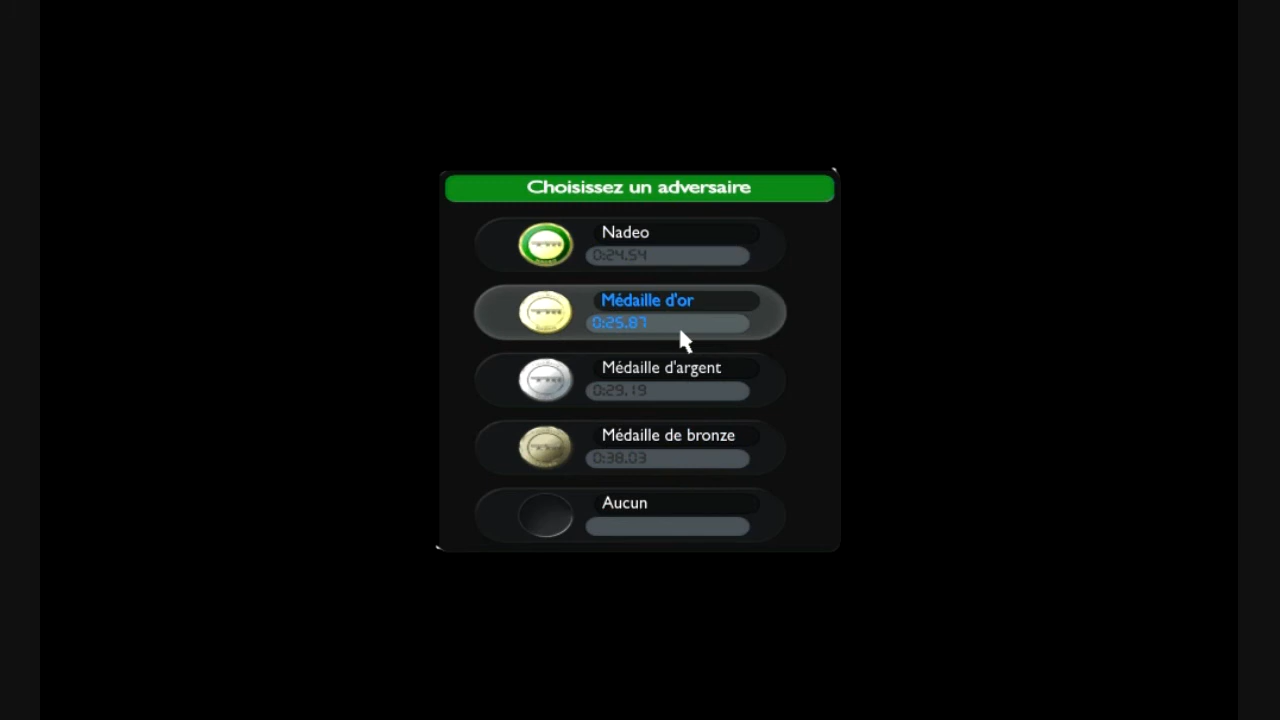 Choisissez un adversaire
Nadeo
0:24.54
Médaille d'or
0:25.87
Médaille d'argent
0:29.19
Médaille de bronze
0:38.03
Aucun